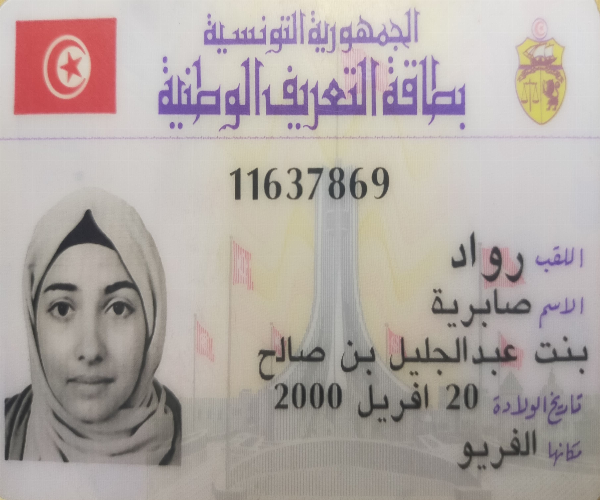 الجمهورية التونسية
بطاقة التعريف الوطنية
11637869
اللقب رواد
الاسم صابرية
بنت عبدالجليل بن صالح
تاريخ الولادة 20 افريل 2000
مكانها الفريو